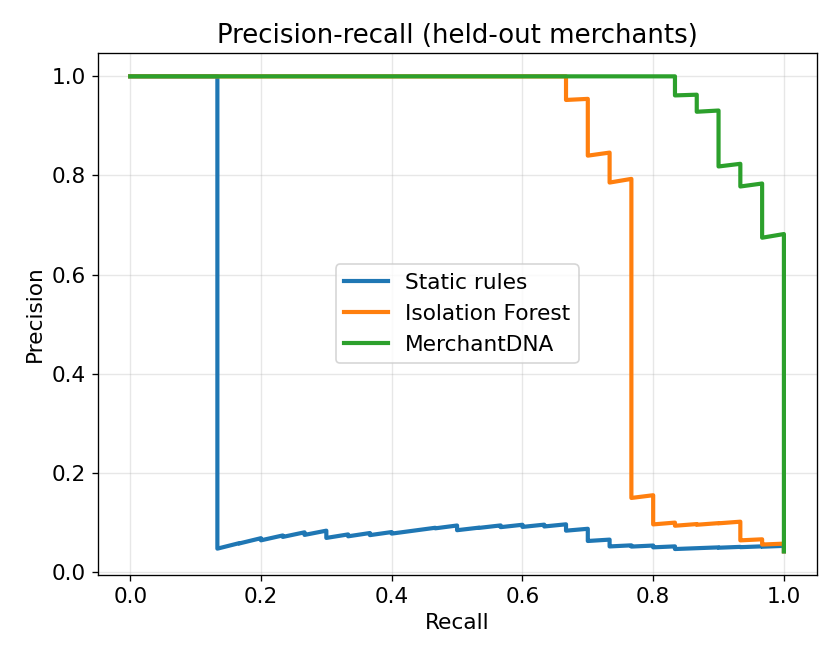 Precision-recall (held-out merchants)
1.0
0.8
0.6
0.4
0.2
0.0
Precision
Static rules
Isolation Forest
MerchantDNA
0.0 0.2 0.4 0.6 0.8 1.0
Recall